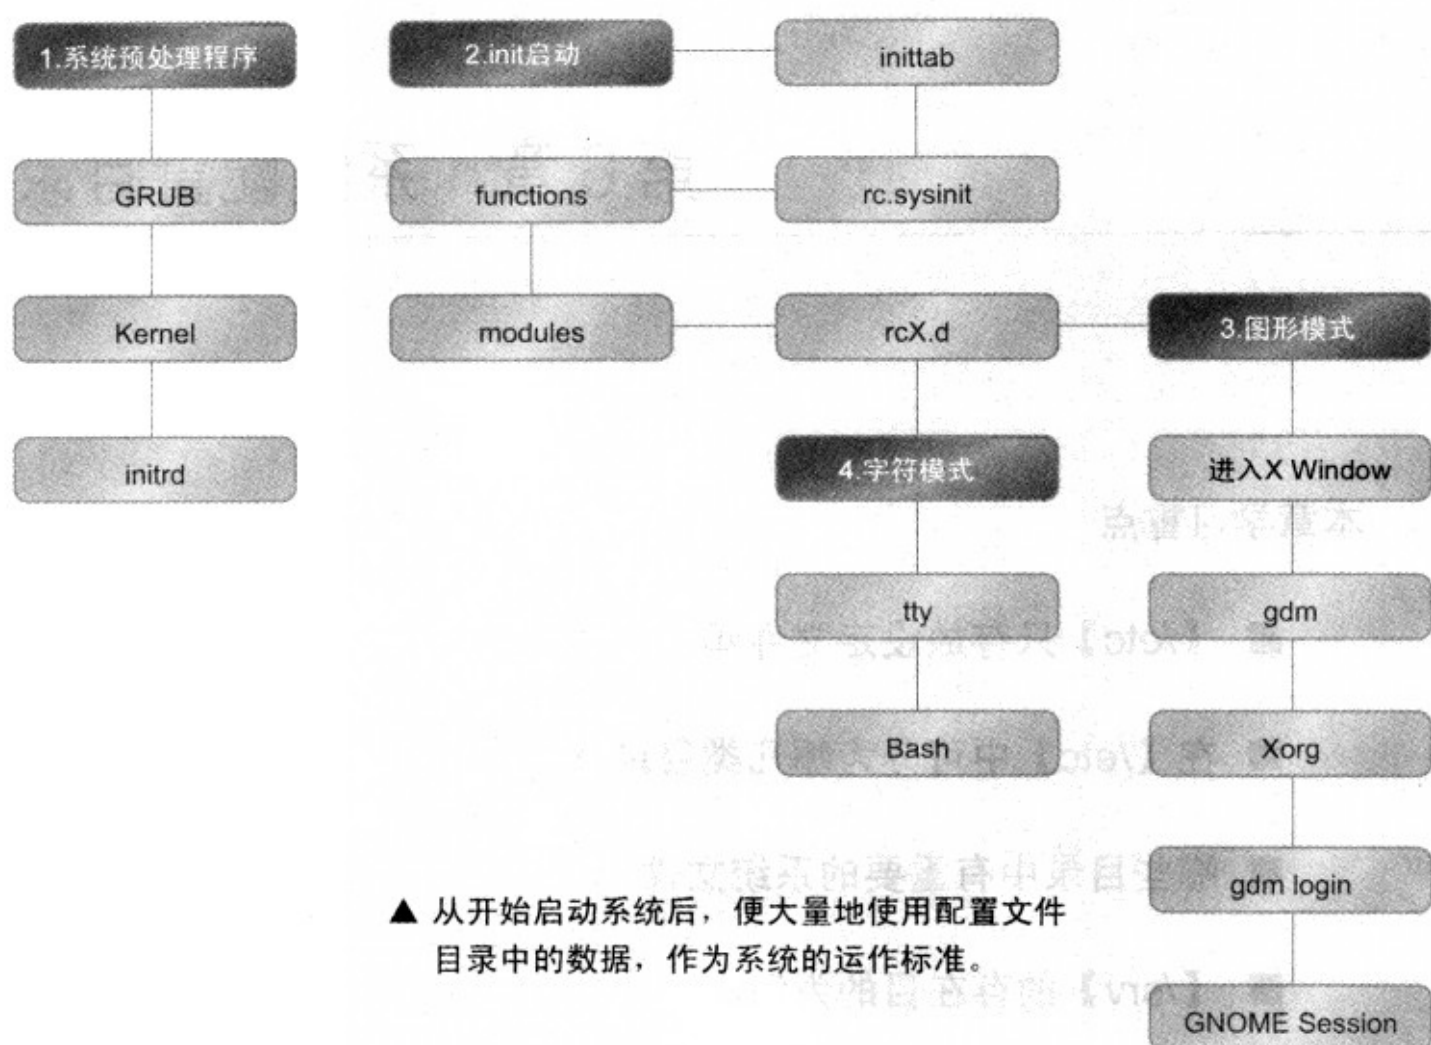 1.系统预处理程序
GRUB
Kernel
initrd
2.init启动
inittab
functions
rc.sysinit
modules
rcX.d
3.图形模式
4.字符模式
进入X Window
tty
gdm
Bash
Xorg
gdm login
GNOME Session
▲ 从开始启动系统后，便大量地使用配置文件
目录中的数据，作为系统的运作标准。